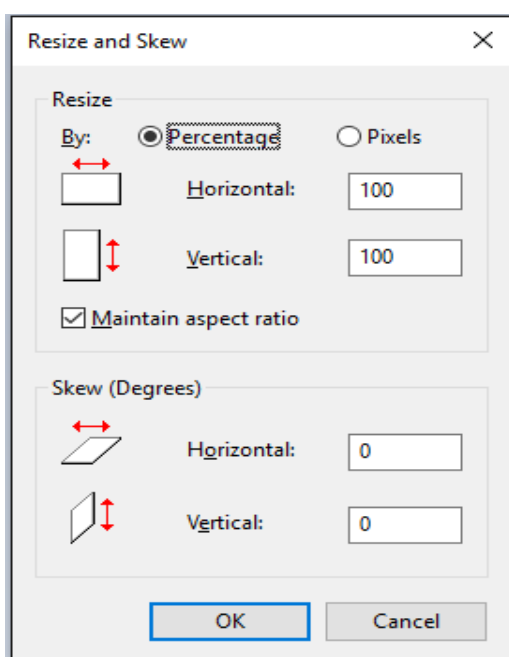 Resize and Skew
Resize
By: Percentage Pixels
Horizontal: 100
Vertical: 100
Maintain aspect ratio
Skew (Degrees)
Horizontal: 0
Vertical: 0
OK Cancel